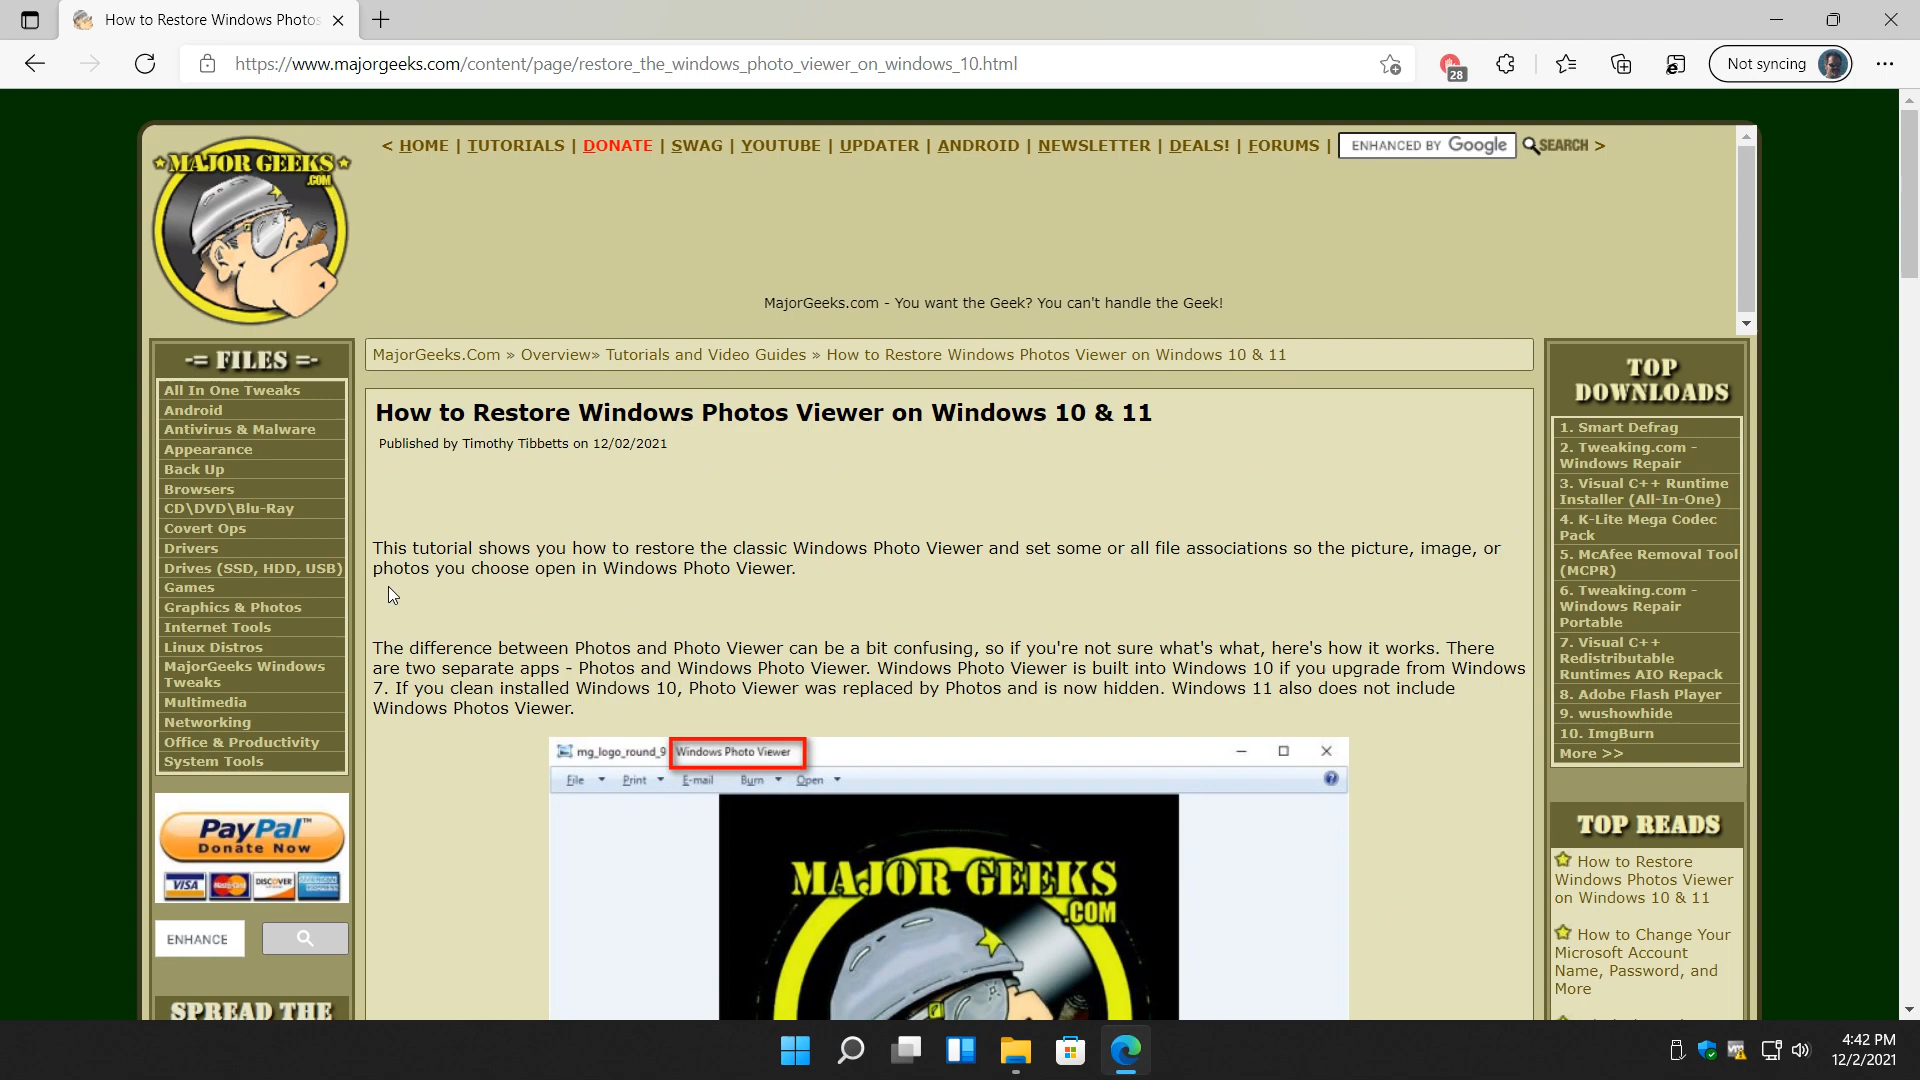 How to Restore Windows Photos
https://www.majorgeeks.com/content/page/restore_the_windows_photo_viewer_on_windows_10.html
28
Not syncing
MAJOR GEEKS
.COM
< HOME | TUTORIALS | DONATE | SWAG | YOUTUBE | UPDATER | ANDROID | NEWSLETTER | DEALS! | FORUMS | ENHANCED BY Google SEARCH >
MajorGeeks.com - You want the Geek? You can't handle the Geek!
-= FILES =-
All In One Tweaks
Android
Antivirus & Malware
Appearance
Back Up
Browsers
CD\DVD\Blu-Ray
Covert Ops
Drivers
Drives (SSD, HDD, USB)
Games
Graphics & Photos
Internet Tools
Linux Distros
MajorGeeks Windows
Tweaks
Multimedia
Networking
Office & Productivity
System Tools
PayPal™
Donate Now
VISA MasterCard DISCOVER
ENHANCE
SPREAD THE
MajorGeeks.Com » Overview» Tutorials and Video Guides » How to Restore Windows Photos Viewer on Windows 10 & 11
How to Restore Windows Photos Viewer on Windows 10 & 11
Published by Timothy Tibbetts on 12/02/2021
This tutorial shows you how to restore the classic Windows Photo Viewer and set some or all file associations so the picture, image, or
photos you choose open in Windows Photo Viewer.
The difference between Photos and Photo Viewer can be a bit confusing, so if you're not sure what's what, here's how it works. There
are two separate apps - Photos and Windows Photo Viewer. Windows Photo Viewer is built into Windows 10 if you upgrade from Windows
7. If you clean installed Windows 10, Photo Viewer was replaced by Photos and is now hidden. Windows 11 also does not include
Windows Photos Viewer.
mg_logo_round_9 Windows Photo Viewer
File Print E-mail Burn Open
MAJOR GEEKS
.COM
TOP
DOWNLOADS
1. Smart Defrag
2. Tweaking.com -
Windows Repair
3. Visual C++ Runtime
Installer (All-In-One)
4. K-Lite Mega Codec
Pack
5. McAfee Removal Tool
(MCPR)
6. Tweaking.com -
Windows Repair
Portable
7. Visual C++
Redistributable
Runtimes AIO Repack
8. Adobe Flash Player
9. wushowhide
10. ImgBurn
More >>
TOP READS
How to Restore
Windows Photos Viewer
on Windows 10 & 11
How to Change Your
Microsoft Account
Name, Password, and
More
4:42 PM
12/2/2021